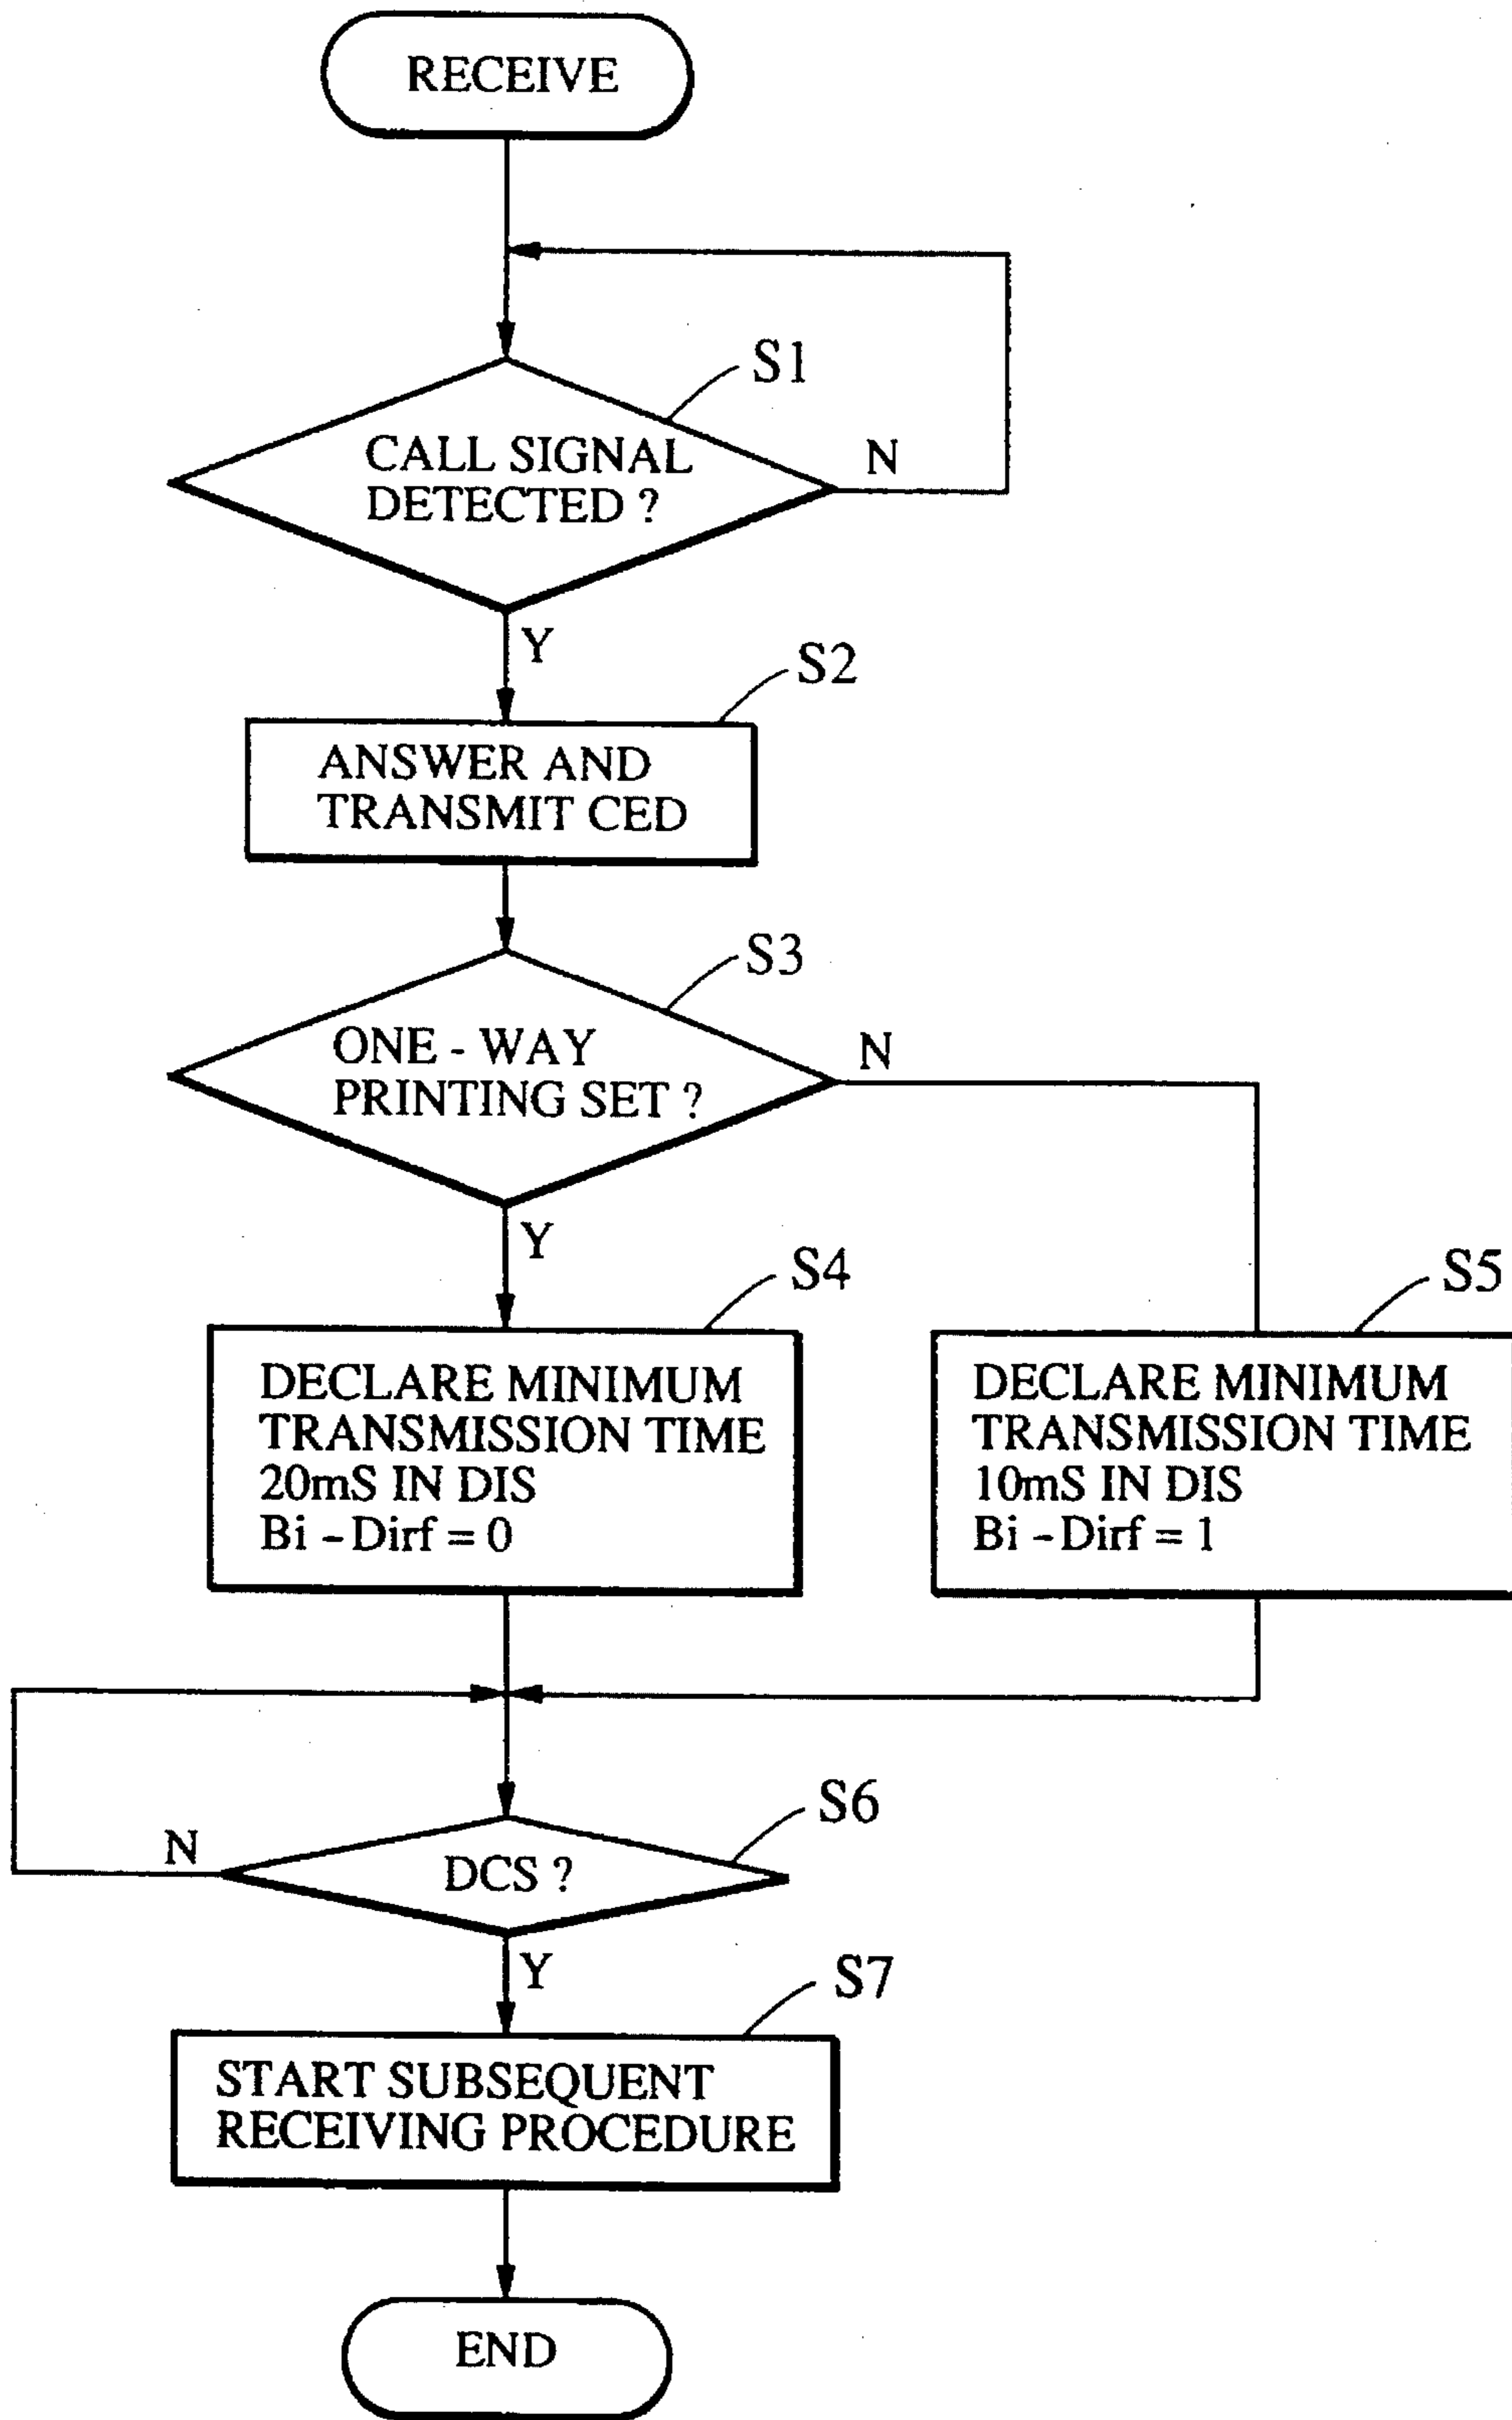 RECEIVE
S1
CALL SIGNAL
DETECTED ?
N
Y
S2
ANSWER AND
TRANSMIT CED
S3
ONE - WAY
PRINTING SET ?
N
Y
S4
DECLARE MINIMUM
TRANSMISSION TIME
20mS IN DIS
Bi - Dirf = 0
S5
DECLARE MINIMUM
TRANSMISSION TIME
10mS IN DIS
Bi - Dirf = 1
S6
DCS ?
N
Y
S7
START SUBSEQUENT
RECEIVING PROCEDURE
END